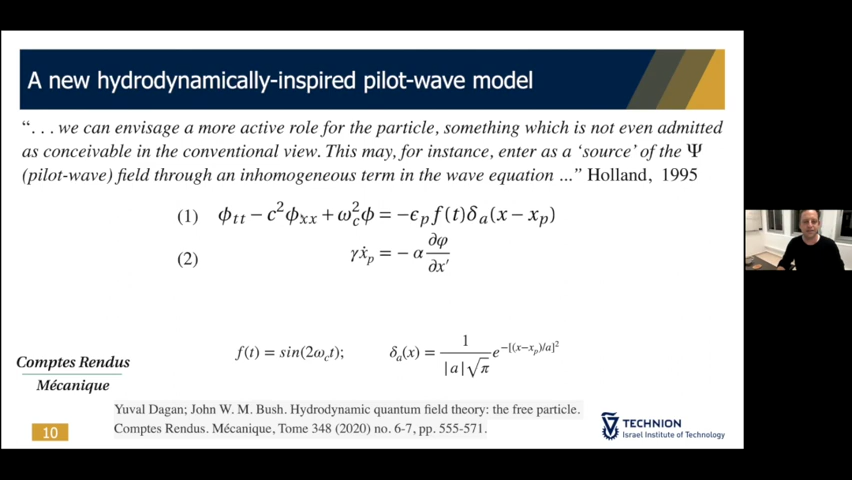 A new hydrodynamically-inspired pilot-wave model
“. . . we can envisage a more active role for the particle, something which is not even admitted
as conceivable in the conventional view. This may, for instance, enter as a ‘source’ of the Ψ
(pilot-wave) field through an inhomogeneous term in the wave equation ...” Holland, 1995
(1) ϕ_tt − c²ϕ_xx + ω_c²ϕ = −ϵ_p f(t)δ_a(x − x_p)
(2) γẋ_p = − α ∂φ/∂x′
f(t) = sin(2ω_c t); δ_a(x) = 1/(|a|√π) e^{−[(x−x_p)/a]²}
Comptes Rendus
Mécanique
Yuval Dagan; John W. M. Bush. Hydrodynamic quantum field theory: the free particle.
Comptes Rendus. Mécanique, Tome 348 (2020) no. 6-7, pp. 555-571.
10
TECHNION
Israel Institute of Technology